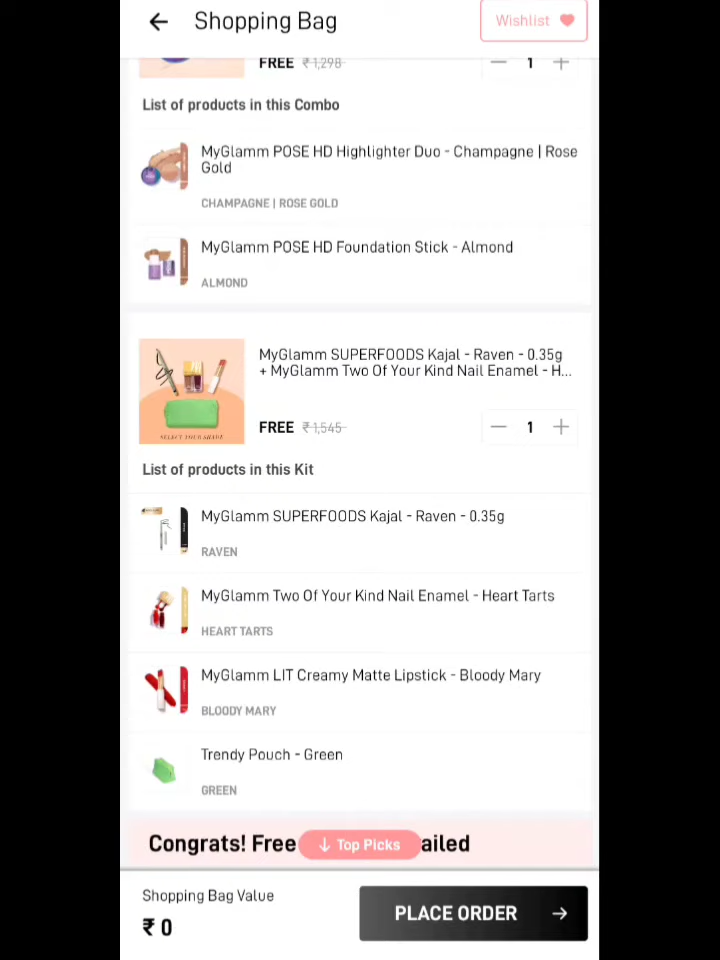 Shopping Bag
Wishlist
FREE ₹1,298
1
List of products in this Combo
MyGlamm POSE HD Highlighter Duo - Champagne | Rose
Gold
CHAMPAGNE | ROSE GOLD
MyGlamm POSE HD Foundation Stick - Almond
ALMOND
MyGlamm SUPERFOODS Kajal - Raven - 0.35g
+ MyGlamm Two Of Your Kind Nail Enamel - H...
SELECT YOUR SHADE
FREE ₹1,545
1
List of products in this Kit
MyGlamm SUPERFOODS Kajal - Raven - 0.35g
RAVEN
MyGlamm Two Of Your Kind Nail Enamel - Heart Tarts
HEART TARTS
MyGlamm LIT Creamy Matte Lipstick - Bloody Mary
BLOODY MARY
Trendy Pouch - Green
GREEN
Congrats! Free ailed
Top Picks
Shopping Bag Value
₹ 0
PLACE ORDER